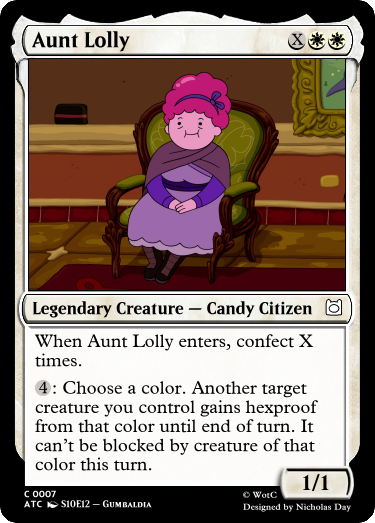 Aunt Lolly X
Legendary Creature — Candy Citizen
When Aunt Lolly enters, confect X
times.
4: Choose a color. Another target
creature you control gains hexproof
from that color until end of turn. It
can't be blocked by creature of that
color this turn.
1/1
C 0007
ATC S10E12 – Gumbaldia
© WotC
Designed by Nicholas Day